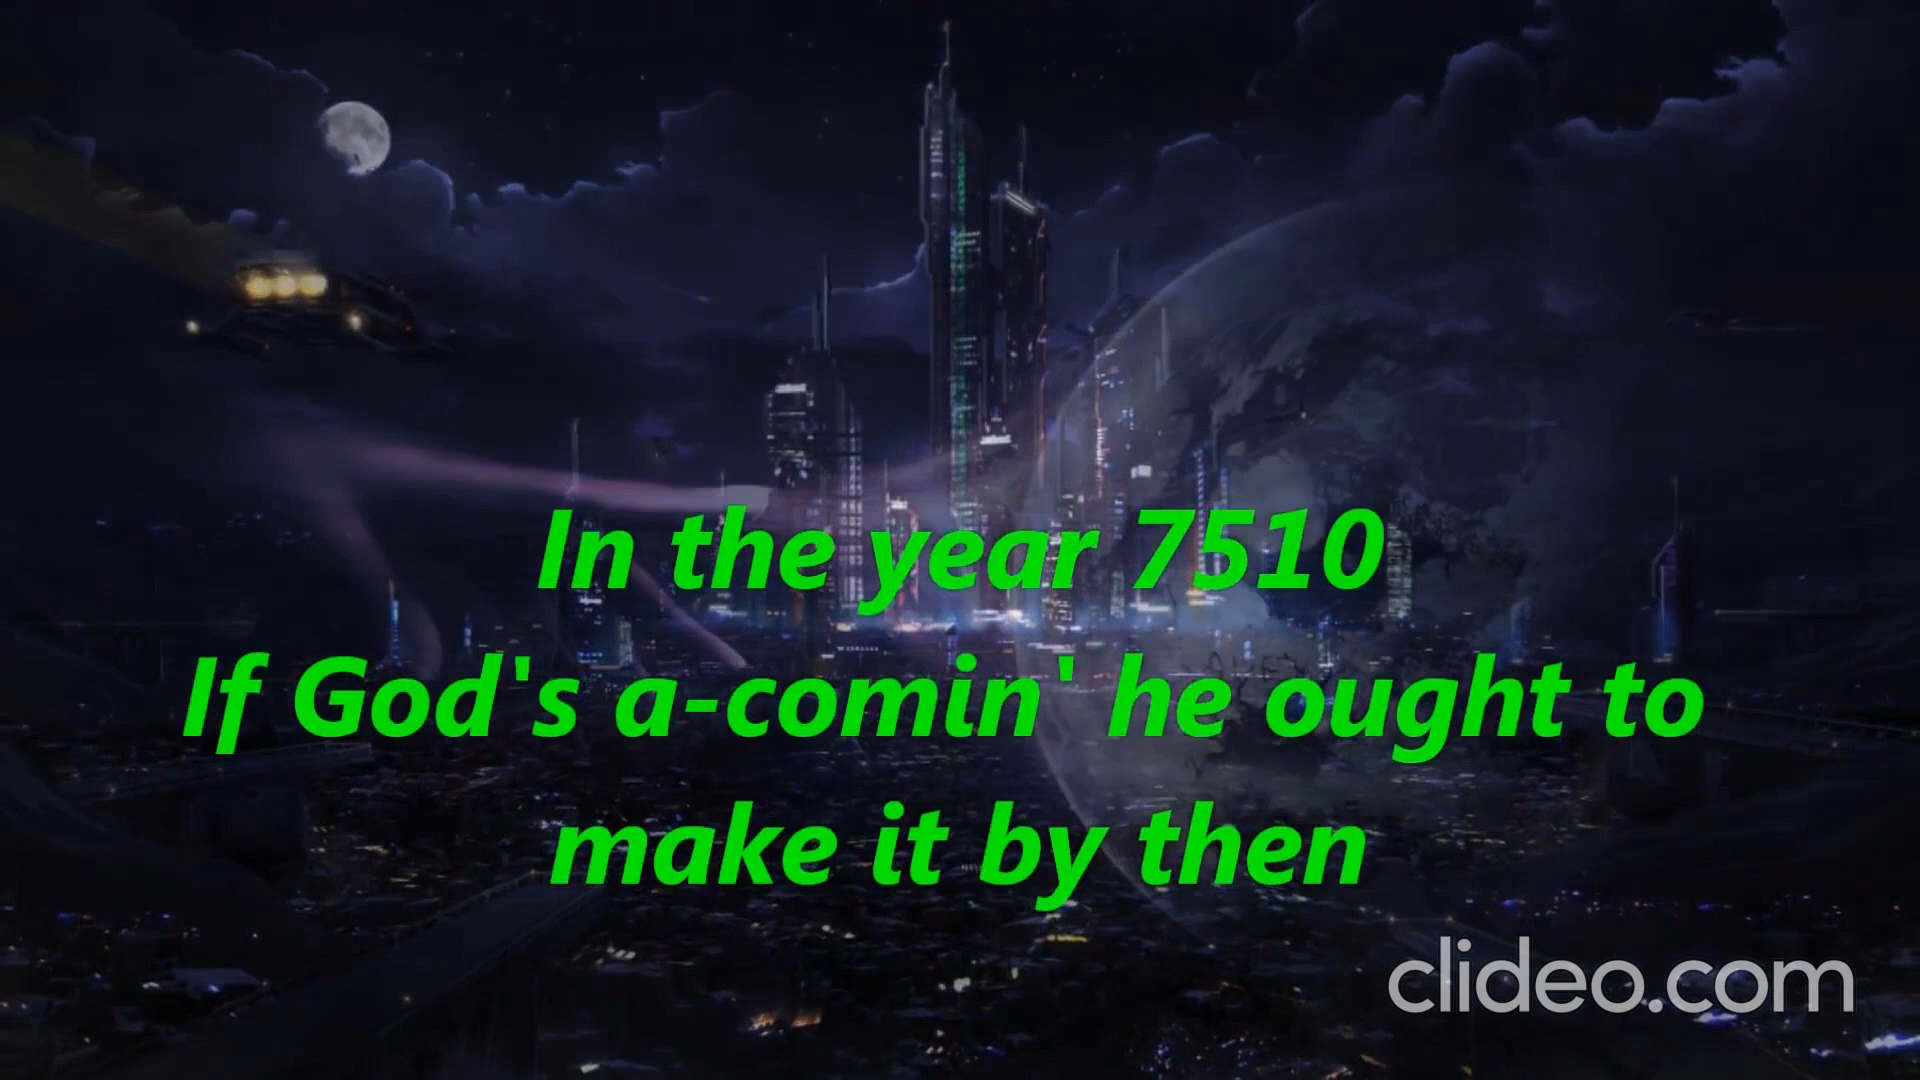 In the year 7510
If God's a-comin' he ought to
make it by then
clideo.com